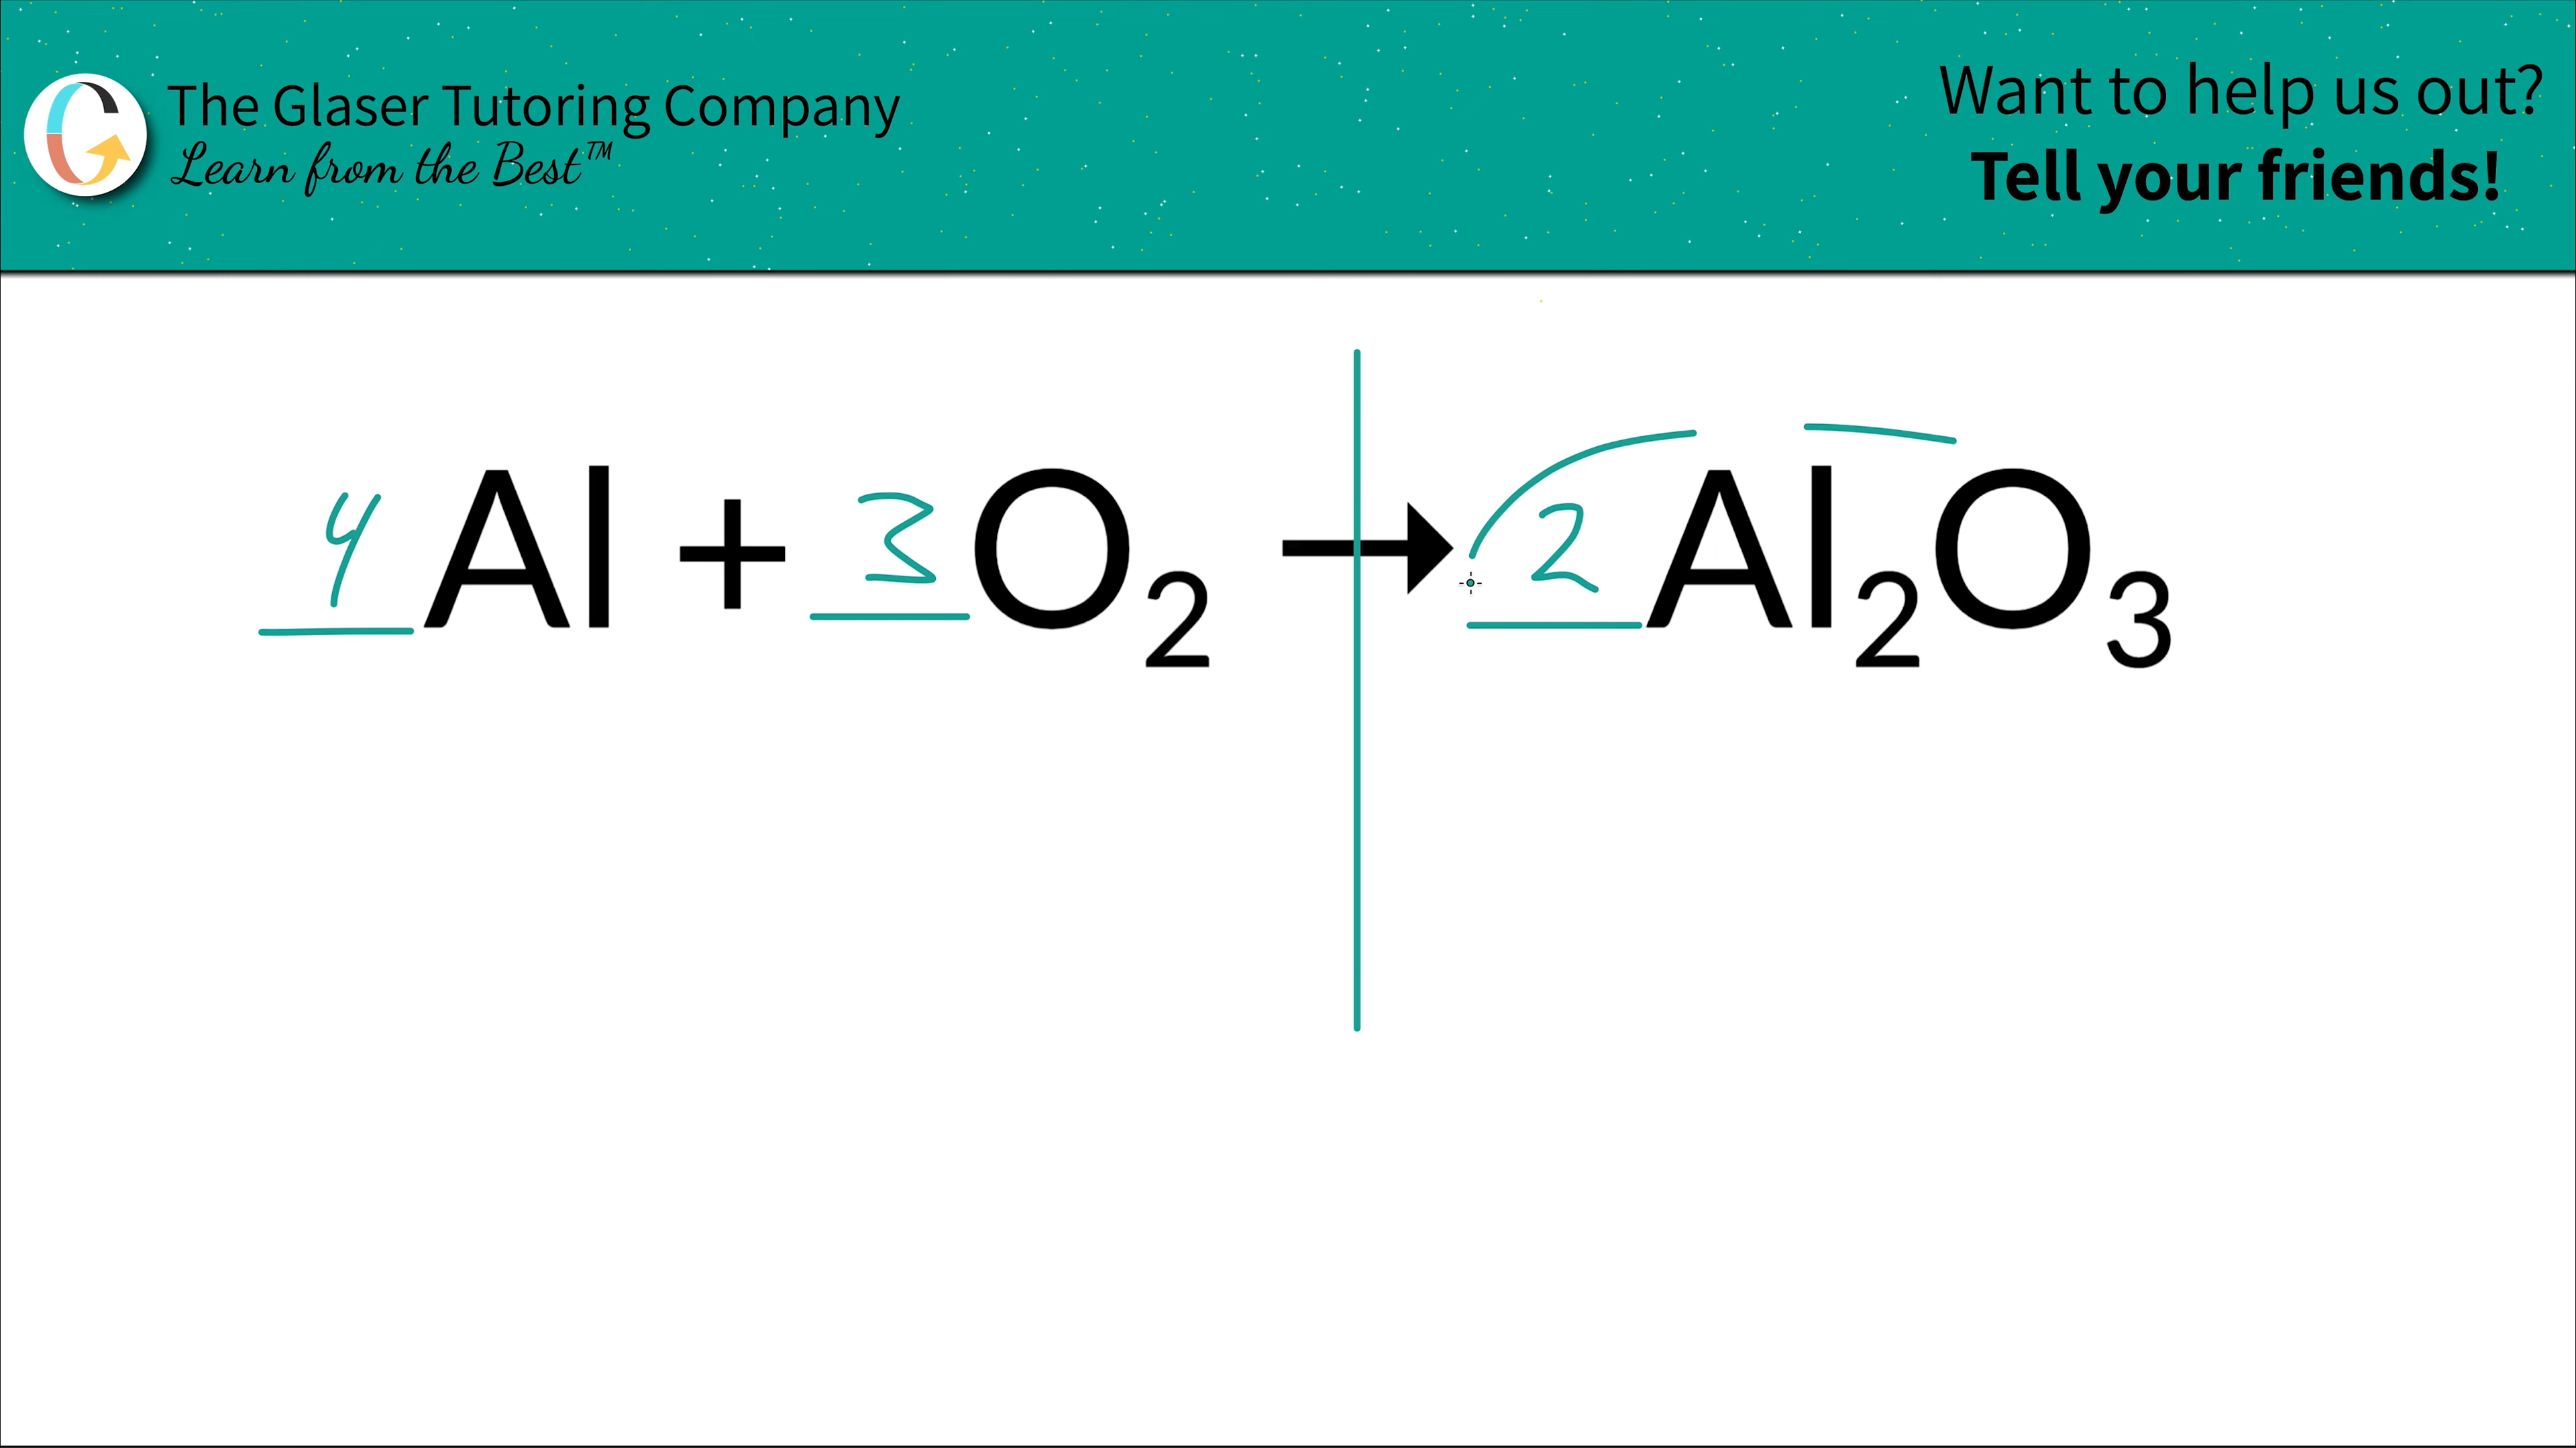 The Glaser Tutoring Company
Learn from the Best™
Want to help us out?
Tell your friends!
4 Al + 3 O₂ → 2 Al₂O₃